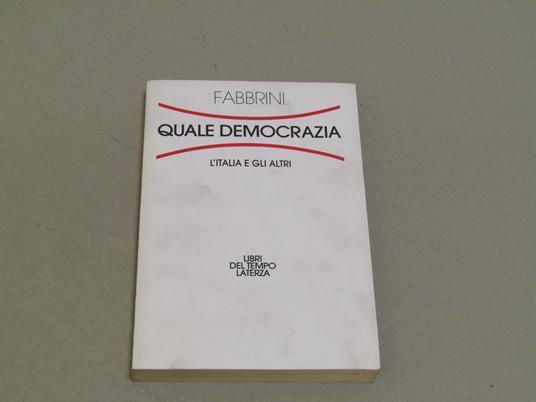 FABBRINI
QUALE DEMOCRAZIA
L'ITALIA E GLI ALTRI
LIBRI
DEL TEMPO
LATERZA